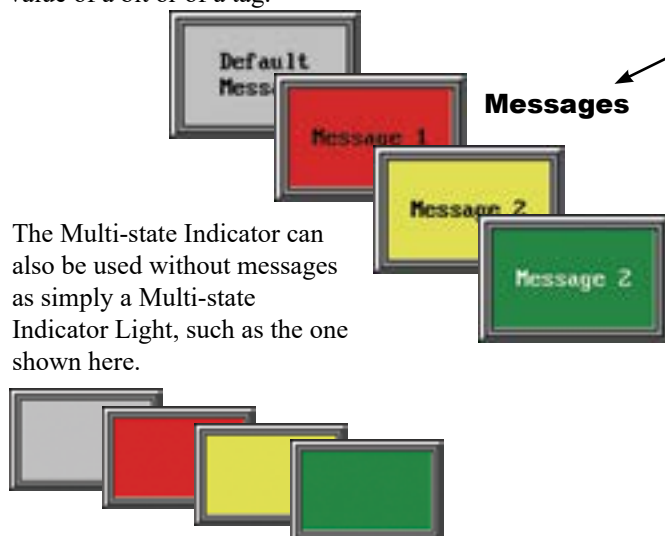 value of a bit or of a tag.
Default
Messa
Message 1
Messages
Message 2
Message 2
The Multi-state Indicator can
also be used without messages
as simply a Multi-state
Indicator Light, such as the one
shown here.